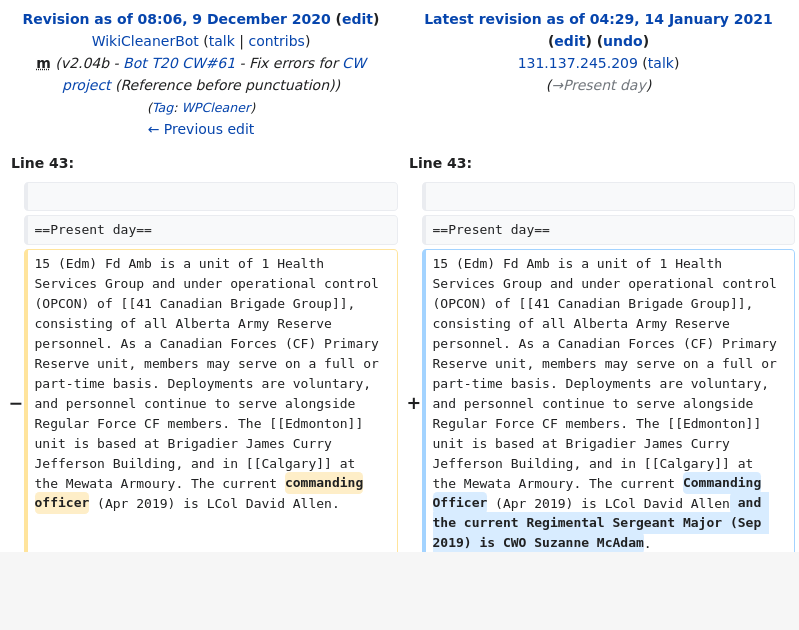 Revision as of 08:06, 9 December 2020 (edit)
WikiCleanerBot (talk | contribs)
m (v2.04b - Bot T20 CW#61 - Fix errors for CW
project (Reference before punctuation))
(Tag: WPCleaner)
← Previous edit
Latest revision as of 04:29, 14 January 2021
(edit) (undo)
131.137.245.209 (talk)
(→Present day)
Line 43:
Line 43:
==Present day==
==Present day==
−
15 (Edm) Fd Amb is a unit of 1 Health
Services Group and under operational control
(OPCON) of [[41 Canadian Brigade Group]],
consisting of all Alberta Army Reserve
personnel. As a Canadian Forces (CF) Primary
Reserve unit, members may serve on a full or
part-time basis. Deployments are voluntary,
and personnel continue to serve alongside
Regular Force CF members. The [[Edmonton]]
unit is based at Brigadier James Curry
Jefferson Building, and in [[Calgary]] at
the Mewata Armoury. The current commanding
officer (Apr 2019) is LCol David Allen.
+
15 (Edm) Fd Amb is a unit of 1 Health
Services Group and under operational control
(OPCON) of [[41 Canadian Brigade Group]],
consisting of all Alberta Army Reserve
personnel. As a Canadian Forces (CF) Primary
Reserve unit, members may serve on a full or
part-time basis. Deployments are voluntary,
and personnel continue to serve alongside
Regular Force CF members. The [[Edmonton]]
unit is based at Brigadier James Curry
Jefferson Building, and in [[Calgary]] at
the Mewata Armoury. The current Commanding
Officer (Apr 2019) is LCol David Allen and
the current Regimental Sergeant Major (Sep
2019) is CWO Suzanne McAdam.